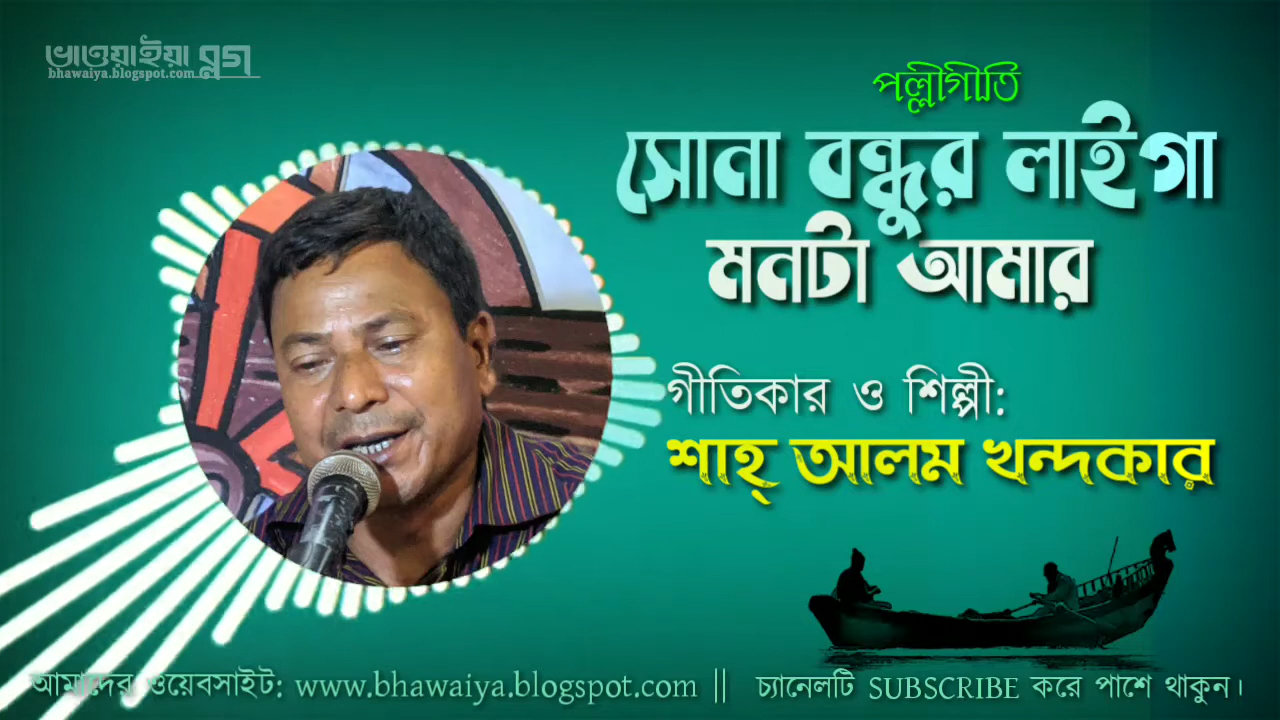 ভাওয়াইয়া ব্লগ
bhawaiya.blogspot.com
পল্লীগীতি
সোনা বন্ধুর লাইগা
মনটা আমার
গীতিকার ও শিল্পী:
শাহ্ আলম খন্দকার
আমাদের ওয়েবসাইট: www.bhawaiya.blogspot.com || চ্যানেলটি SUBSCRIBE করে পাশে থাকুন।